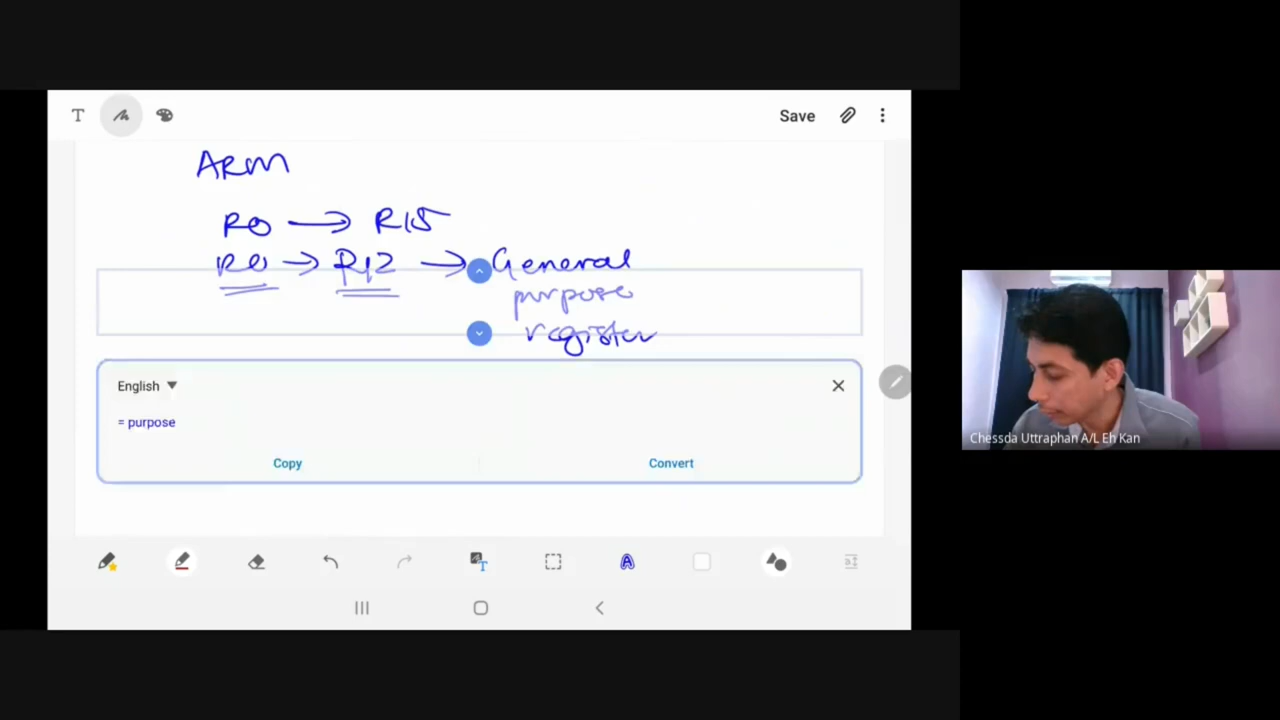 T
Save
ARM
R0 → R15
R0 → R12 → General
purpose
register
English
= purpose
Copy
Convert
T
A
Chessda Uttraphan A/L Eh Kan